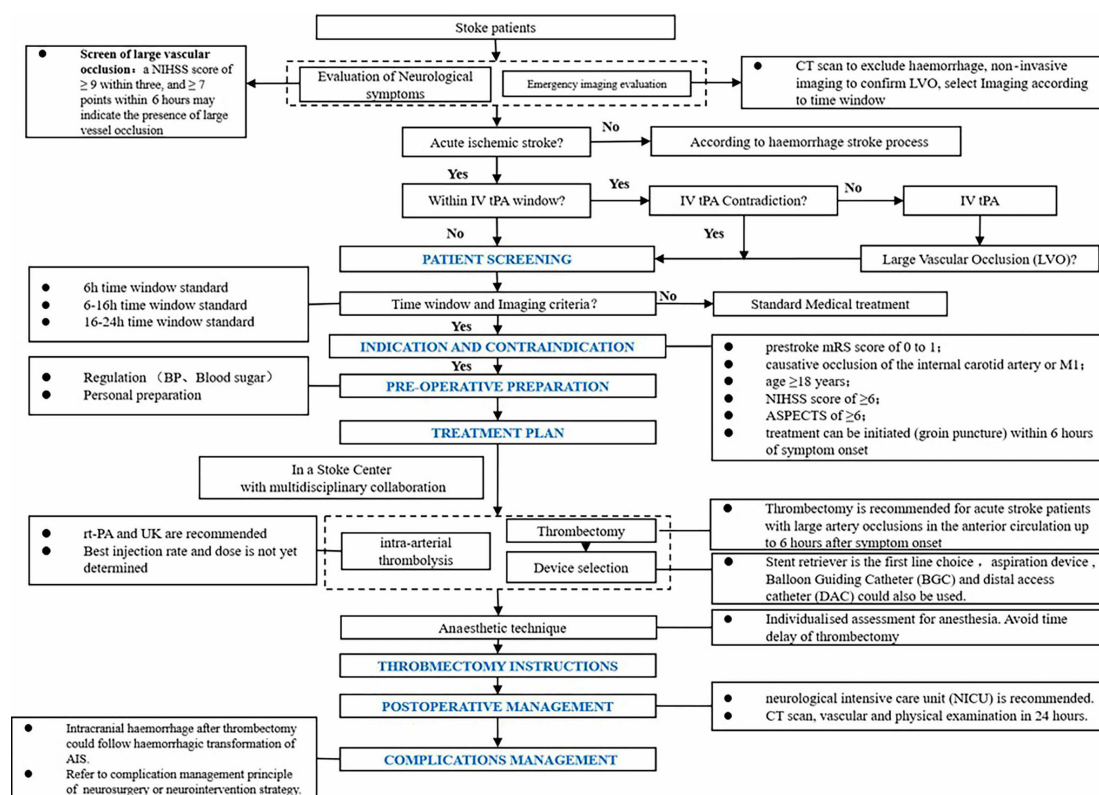 Stoke patients
● Screen of large vascular
occlusion：a NIHSS score of
≥ 9 within three, and ≥ 7
points within 6 hours may
indicate the presence of large
vessel occlusion
Evaluation of Neurological
symptoms
Emergency imaging evaluation
● CT scan to exclude haemorrhage, non-invasive
imaging to confirm LVO, select Imaging according
to time window
Acute ischemic stroke?
No
According to haemorrhage stroke process
Yes
Within IV tPA window?
Yes
IV tPA Contradiction?
No
IV tPA
No
Yes
PATIENT SCREENING
Large Vascular Occlusion (LVO)?
● 6h time window standard
● 6-16h time window standard
● 16-24h time window standard
Time window and Imaging criteria?
No
Standard Medical treatment
Yes
INDICATION AND CONTRAINDICATION
● prestroke mRS score of 0 to 1；
● causative occlusion of the internal carotid artery or M1；
● age ≥18 years；
● NIHSS score of ≥6；
● ASPECTS of ≥6；
● treatment can be initiated (groin puncture) within 6 hours
of symptom onset
Yes
● Regulation （BP、Blood sugar）
● Personal preparation
PRE-OPERATIVE PREPARATION
TREATMENT PLAN
In a Stoke Center
with multidisciplinary collaboration
● rt-PA and UK are recommended
● Best injection rate and dose is not yet
determined
intra-arterial
thrombolysis
Thrombectomy
Device selection
● Thrombectomy is recommended for acute stroke patients
with large artery occlusions in the anterior circulation up
to 6 hours after symptom onset
● Stent retriever is the first line choice ，aspiration device ,
Balloon Guiding Catheter (BGC) and distal access
catheter (DAC) could also be used.
Anaesthetic technique
● Individualised assessment for anesthesia. Avoid time
delay of thrombectomy
THROBMECTOMY INSTRUCTIONS
POSTOPERATIVE MANAGEMENT
● neurological intensive care unit (NICU) is recommended.
● CT scan, vascular and physical examination in 24 hours.
● Intracranial haemorrhage after thrombectomy
could follow haemorrhagic transformation of
AIS.
● Refer to complication management principle
of neurosurgery or neurointervention strategy.
COMPLICATIONS MANAGEMENT